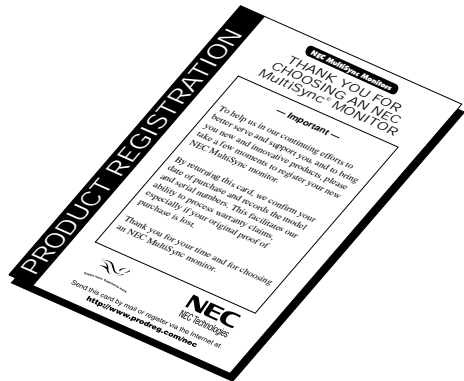 PRODUCT REGISTRATION
NEC MultiSync Monitors
THANK YOU FOR
CHOOSING AN NEC
MultiSync® MONITOR
— Important —
To help us in our continuing efforts to
better serve and support you, and to bring
you new and innovative products, please
take a few moments to register your new
NEC MultiSync monitor.
By returning this card, we confirm your
date of purchase and records the model
and serial numbers. This facilitates our
ability to process warranty claims,
especially if your original proof of
purchase is lost.
Thank you for your time and for choosing
an NEC MultiSync monitor.
NEC
NEC Technologies
Send this card by mail or register via the Internet at:
http://www.prodreg.com/nec